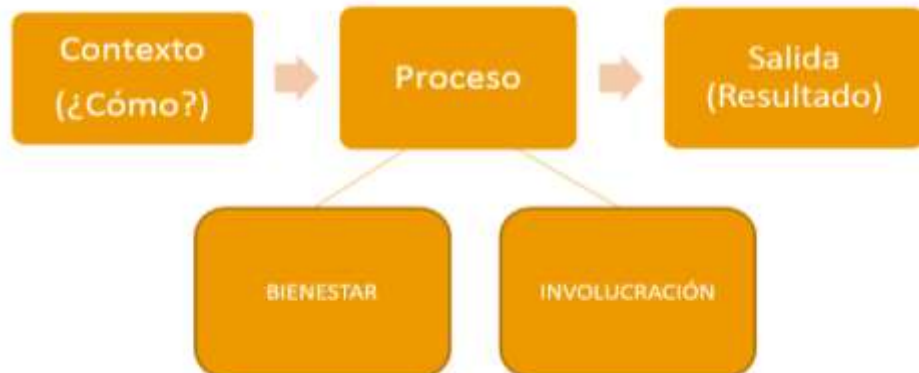 Contexto
(¿Cómo?)
Proceso
Salida
(Resultado)
BIENESTAR
INVOLUCRACIÓN